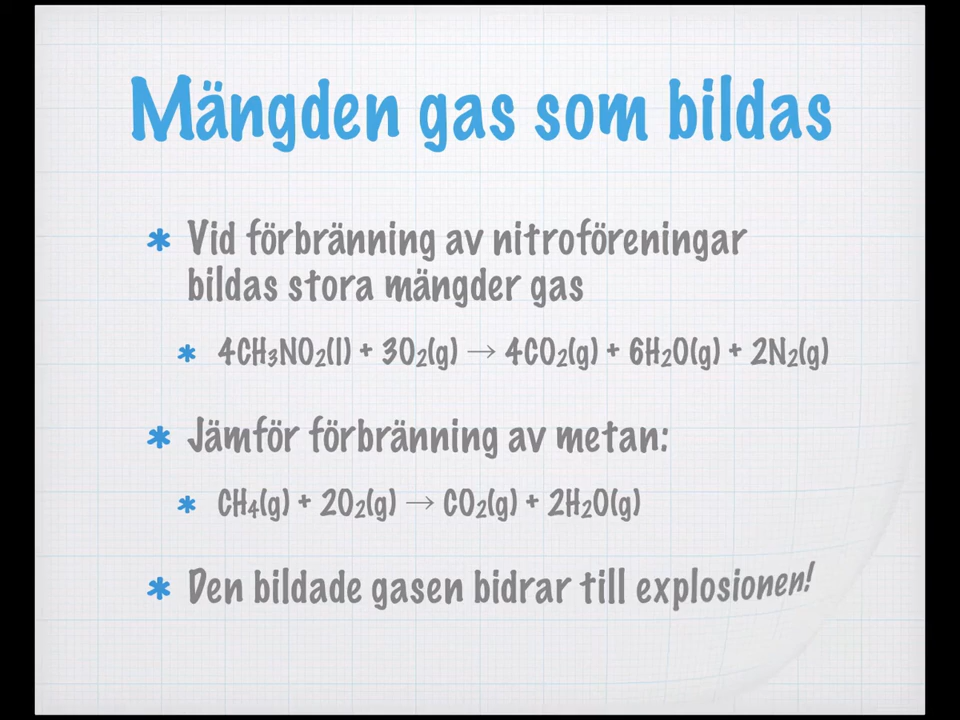 Mängden gas som bildas
* Vid förbränning av nitroföreningar
bildas stora mängder gas
* 4CH₃NO₂(l) + 3O₂(g) → 4CO₂(g) + 6H₂O(g) + 2N₂(g)
* Jämför förbränning av metan:
* CH₄(g) + 2O₂(g) → CO₂(g) + 2H₂O(g)
* Den bildade gasen bidrar till explosionen!